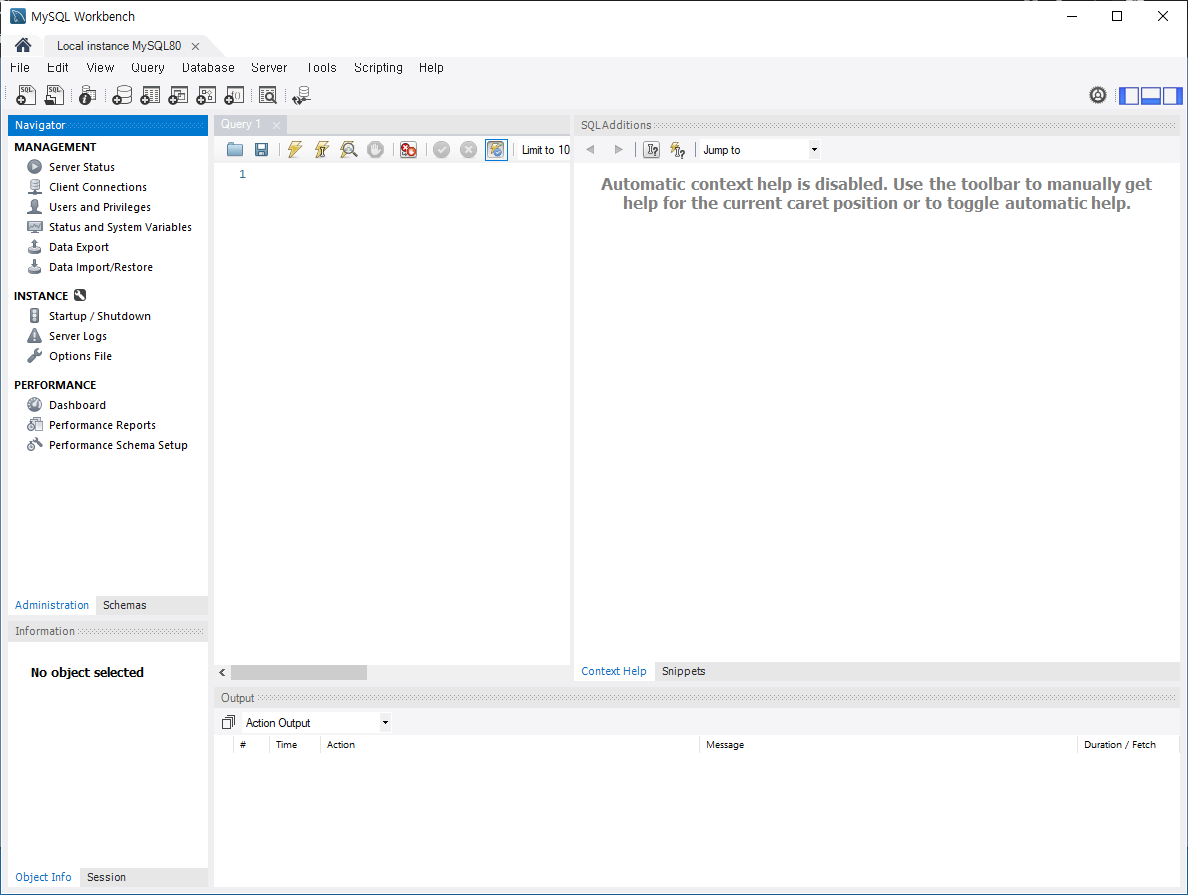 MySQL Workbench
Local instance MySQL80
File Edit View Query Database Server Tools Scripting Help
Navigator
MANAGEMENT
Server Status
Client Connections
Users and Privileges
Status and System Variables
Data Export
Data Import/Restore
INSTANCE
Startup / Shutdown
Server Logs
Options File
PERFORMANCE
Dashboard
Performance Reports
Performance Schema Setup
Administration Schemas
Information
No object selected
Object Info Session
Query 1
Limit to 10
1
SQLAdditions
Jump to
Automatic context help is disabled. Use the toolbar to manually get
help for the current caret position or to toggle automatic help.
Context Help Snippets
Output
Action Output
# Time Action Message Duration / Fetch